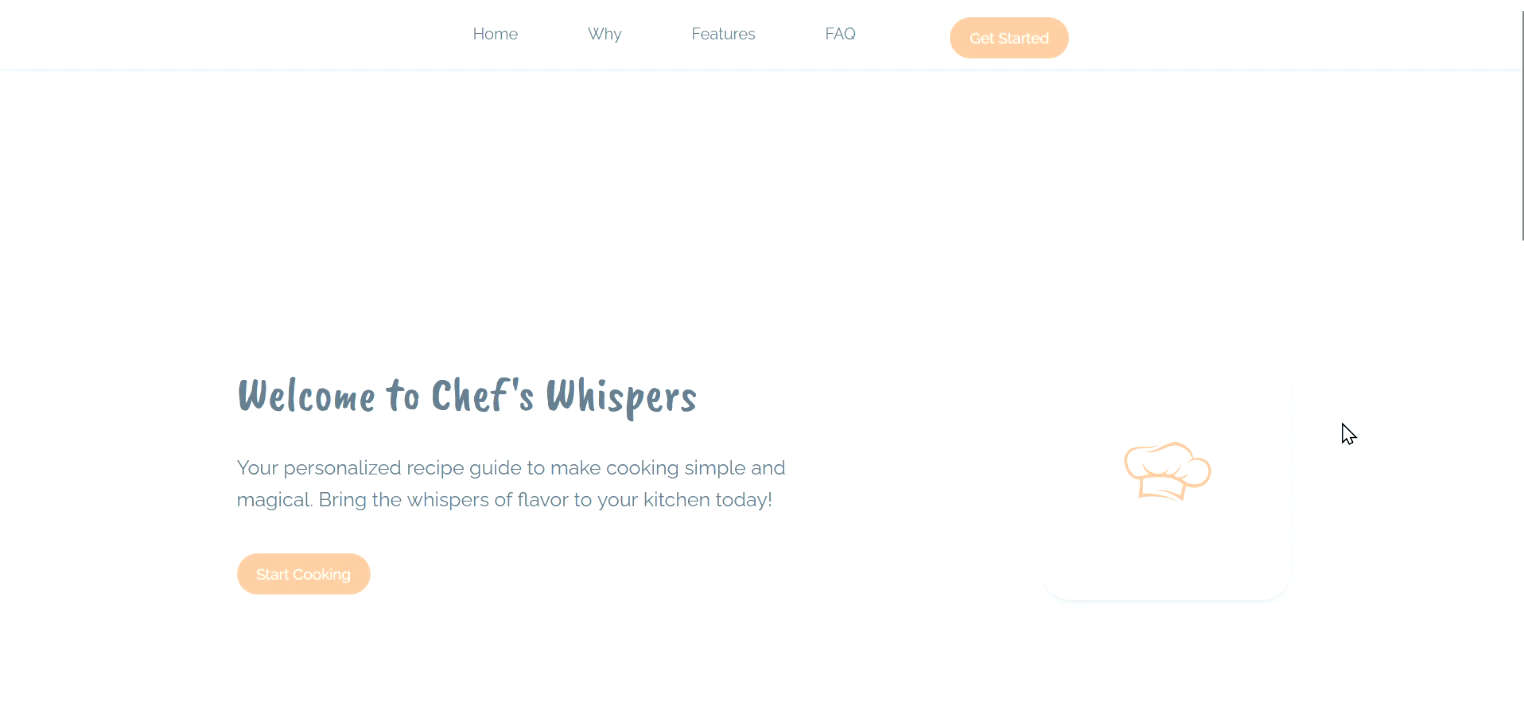 Home Why Features FAQ Get Started
Welcome to Chef's Whispers
Your personalized recipe guide to make cooking simple and
magical. Bring the whispers of flavor to your kitchen today!
Start Cooking